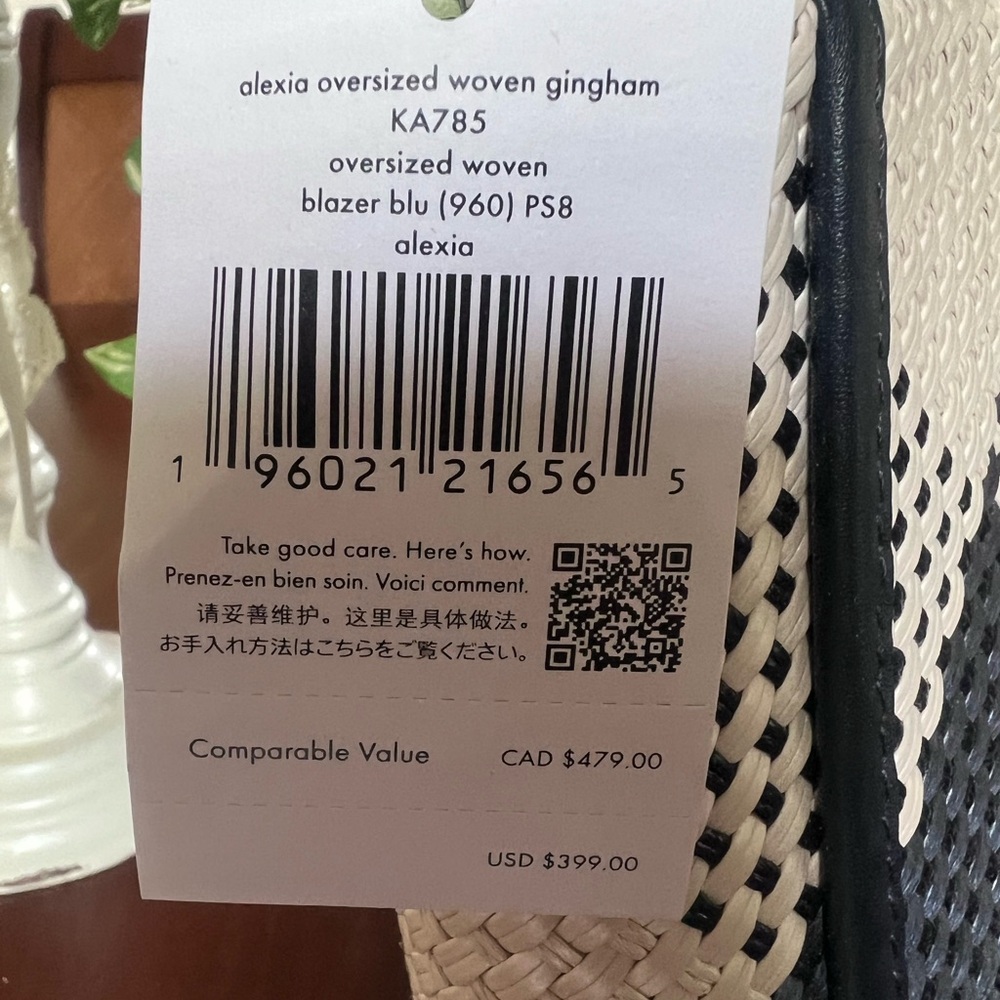 alexia oversized woven gingham
KA785
oversized woven
blazer blu (960) PS8
alexia
1 96021 21656 5
Take good care. Here's how.
Prenez-en bien soin. Voici comment.
请妥善维护。这里是具体做法。
お手入れ方法はこちらをご覧ください。
Comparable Value CAD $479.00
USD $399.00